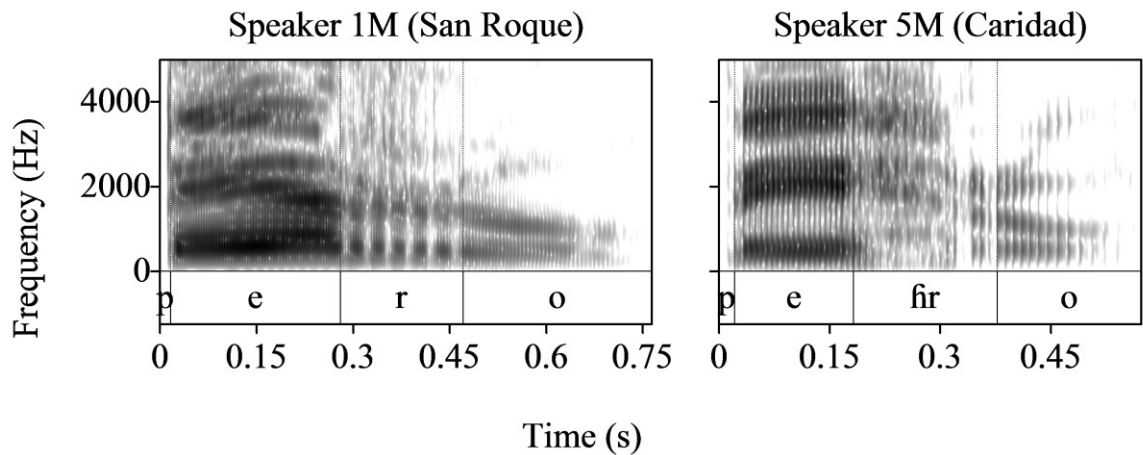 Speaker 1M (San Roque)
Speaker 5M (Caridad)
Frequency (Hz)
4000
2000
0
p e r o
p e ɦr o
0 0.15 0.3 0.45 0.6 0.75
0 0.15 0.3 0.45
Time (s)